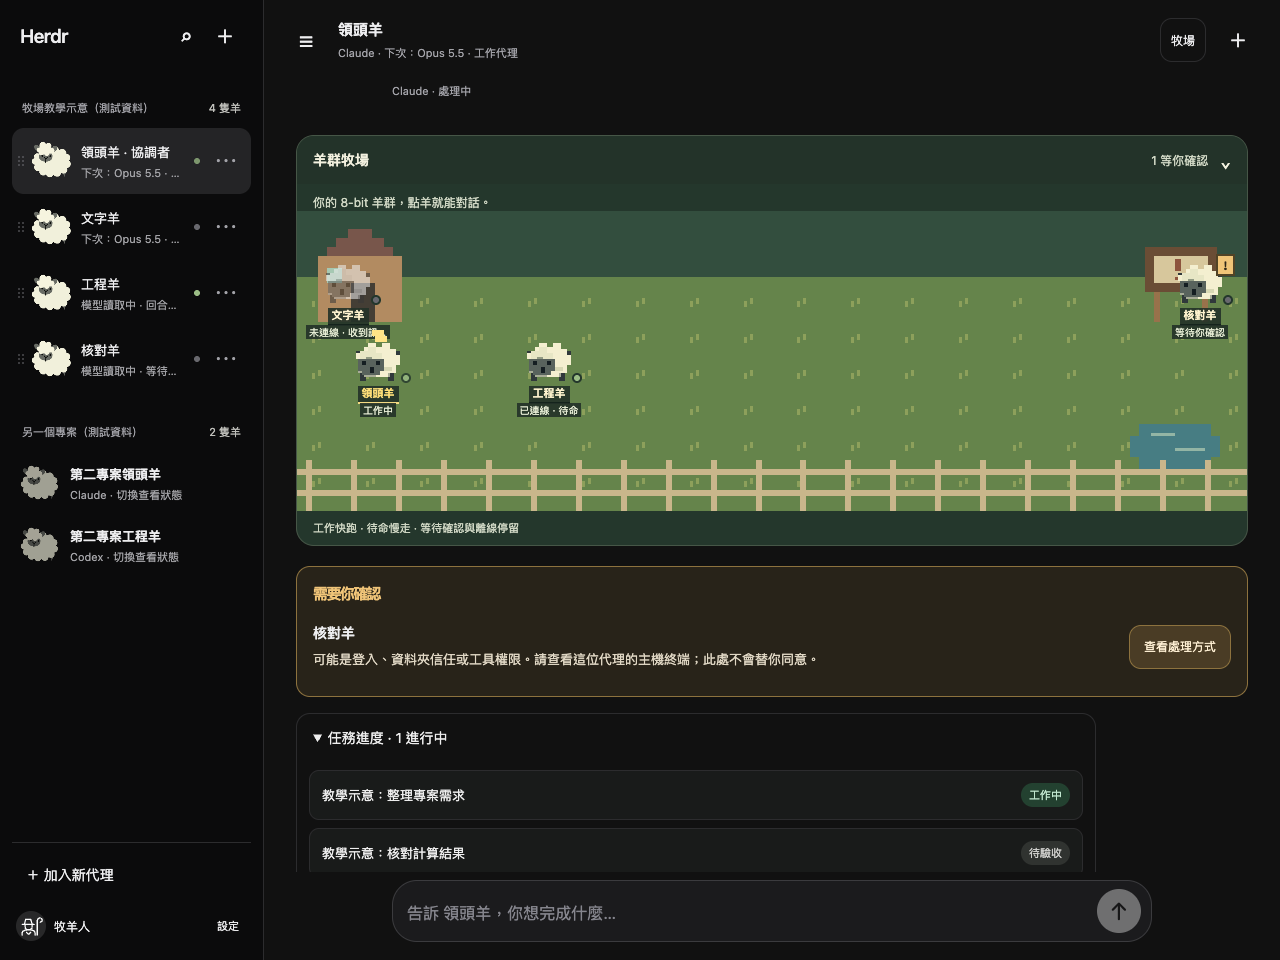 Herdr
牧場教學示意（測試資料）
4 隻羊
領頭羊 · 協調者
下次：Opus 5.5 · ...
文字羊
下次：Opus 5.5 · ...
工程羊
模型讀取中 · 回合...
核對羊
模型讀取中 · 等待...
另一個專案（測試資料）
2 隻羊
第二專案領頭羊
Claude · 切換查看狀態
第二專案工程羊
Codex · 切換查看狀態
+ 加入新代理
牧羊人
設定
領頭羊
Claude · 下次：Opus 5.5 · 工作代理
牧場
Claude · 處理中
羊群牧場
1 等你確認
你的 8-bit 羊群，點羊就能對話。
!
文字羊
未連線 · 收到
核對羊
等待你確認
領頭羊
工作中
工程羊
已連線 · 待命
工作快跑 · 待命慢走 · 等待確認與離線停留
需要你確認
核對羊
可能是登入、資料夾信任或工具權限。請查看這位代理的主機終端；此處不會替你同意。
查看處理方式
▼ 任務進度 · 1 進行中
教學示意：整理專案需求
工作中
教學示意：核對計算結果
待驗收
告訴 領頭羊，你想完成什麼...